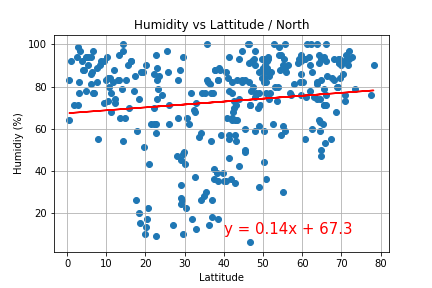 Humidity vs Lattitude / North
100
80
60
40
20
Humidiy (%)
y = 0.14x + 67.3
0 10 20 30 40 50 60 70 80
Lattitude